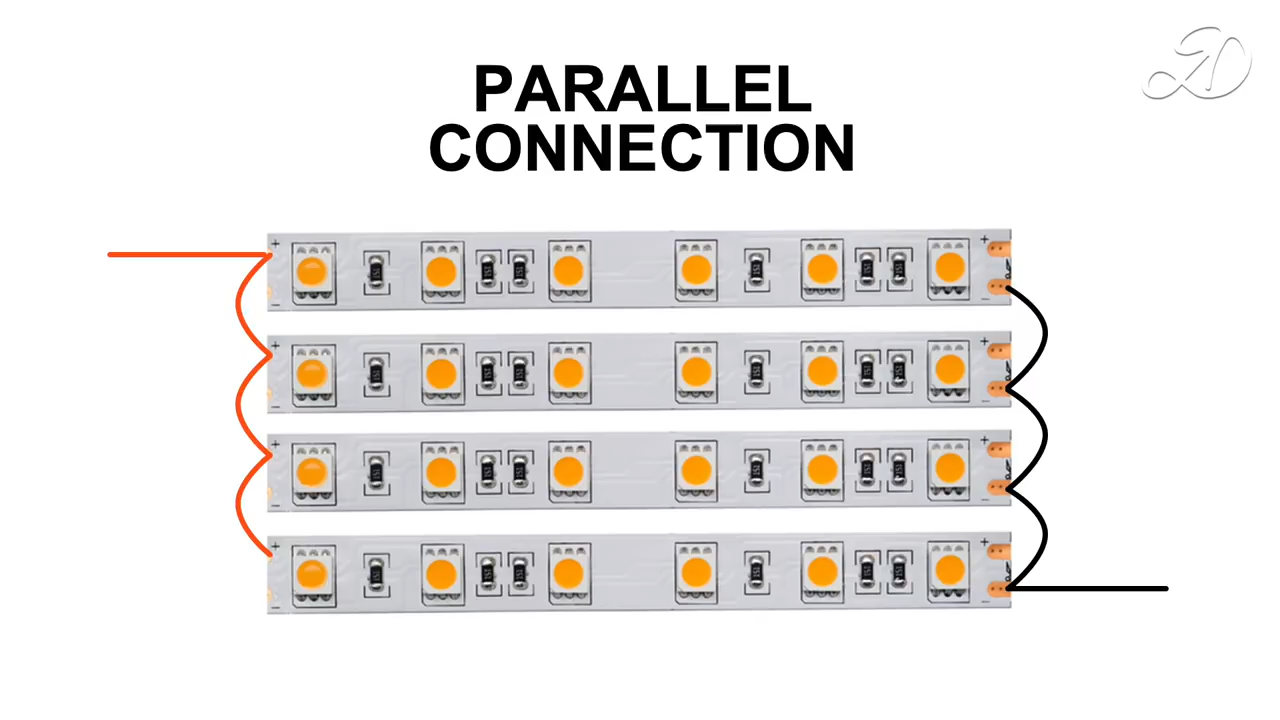 PARALLEL
CONNECTION
+ +
+ +
+ +
+ +